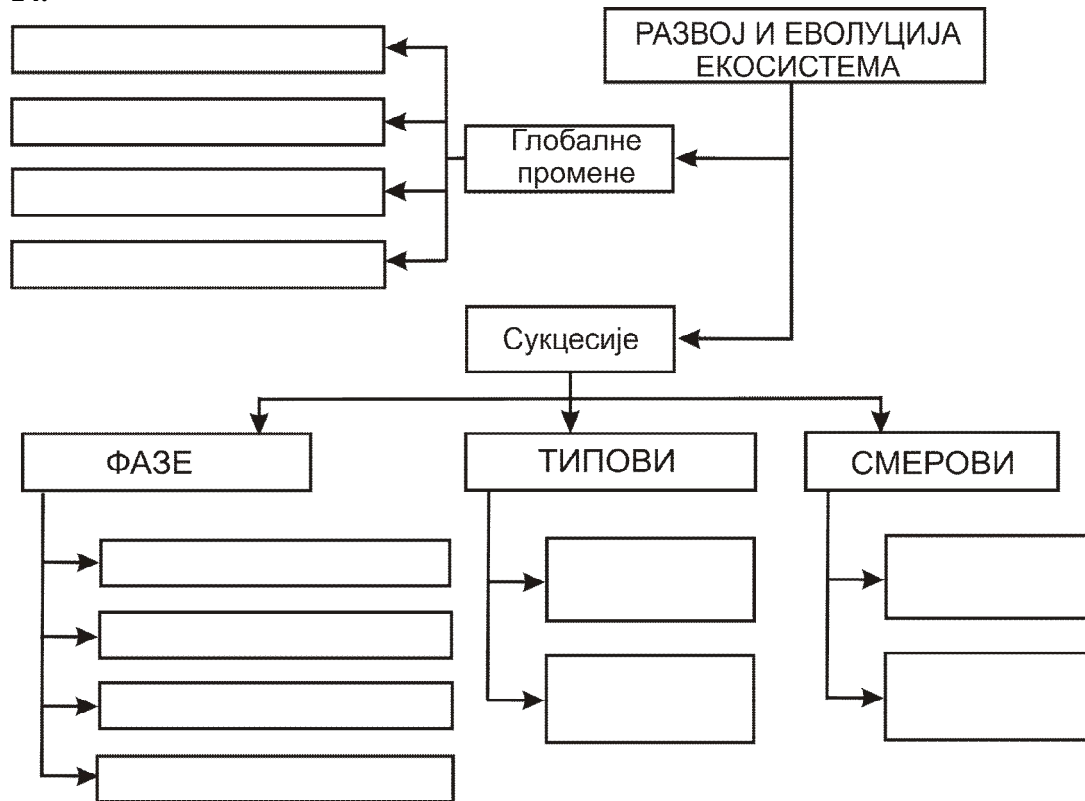 РАЗВОЈ И ЕВОЛУЦИЈА
ЕКОСИСТЕМА
Глобалне
промене
Сукцесије
ФАЗЕ
ТИПОВИ
СМЕРОВИ